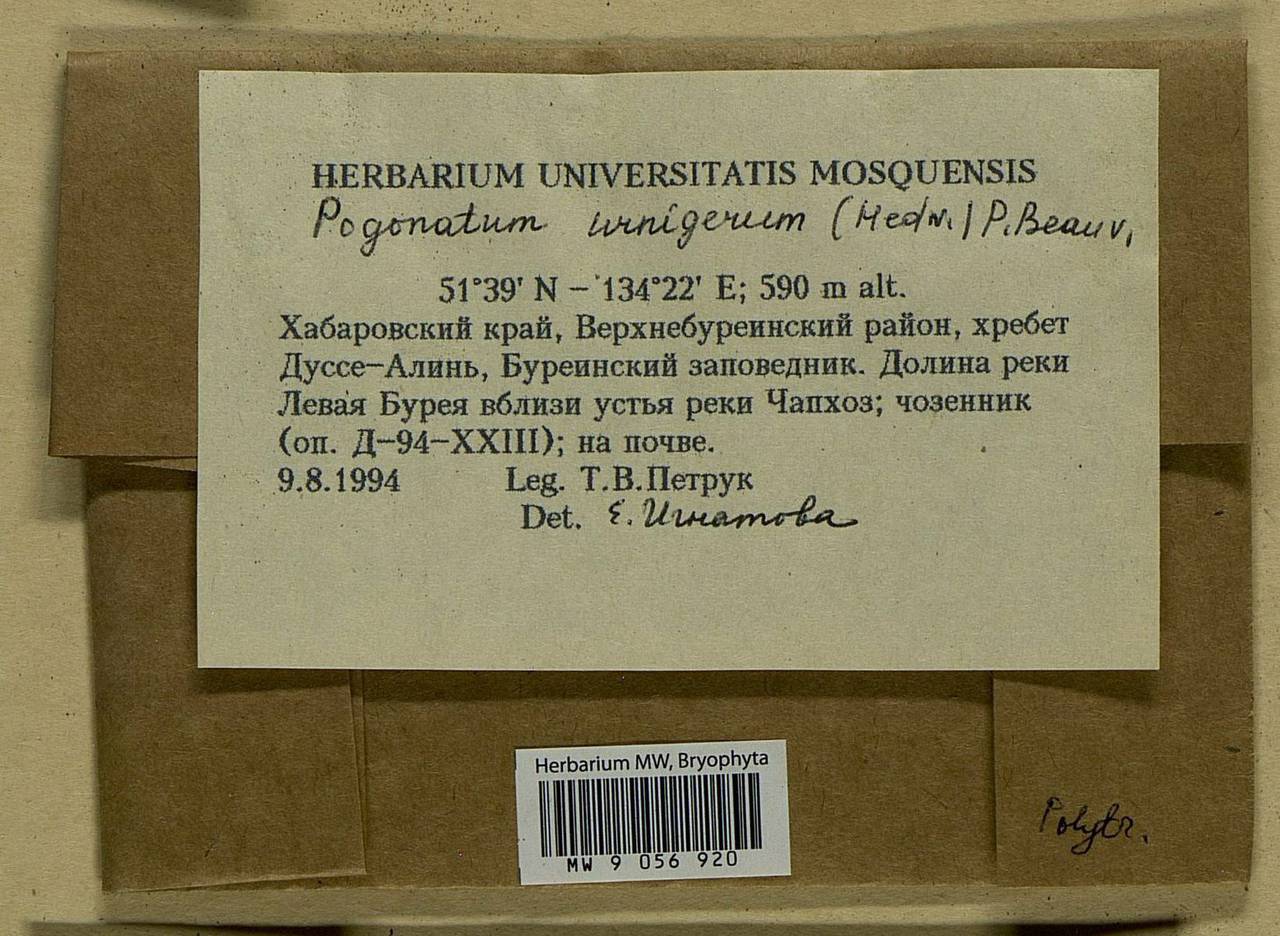 HERBARIUM UNIVERSITATIS MOSQUENSIS
Pogonatum urnigerum (Hedw.) P.Beauv.
51°39' N - 134°22' E; 590 m alt.
Хабаровский край, Верхнебуреинский район, хребет
Дуссе-Алинь, Буреинский заповедник. Долина реки
Левая Бурея вблизи устья реки Чапхоз; чозенник
(оп. Д-94-XXIII); на почве.
9.8.1994 Leg. Т.В.Петрук
Det. Е. Игнатова
Herbarium MW, Bryophyta
MW 9 056 920
Polytr.